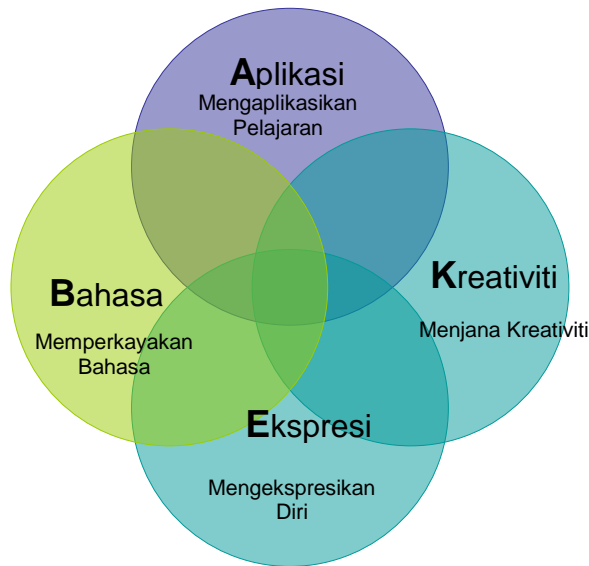 Aplikasi
Mengaplikasikan
Pelajaran
Bahasa
Memperkayakan
Bahasa
Kreativiti
Menjana Kreativiti
Ekspresi
Mengekspresikan
Diri